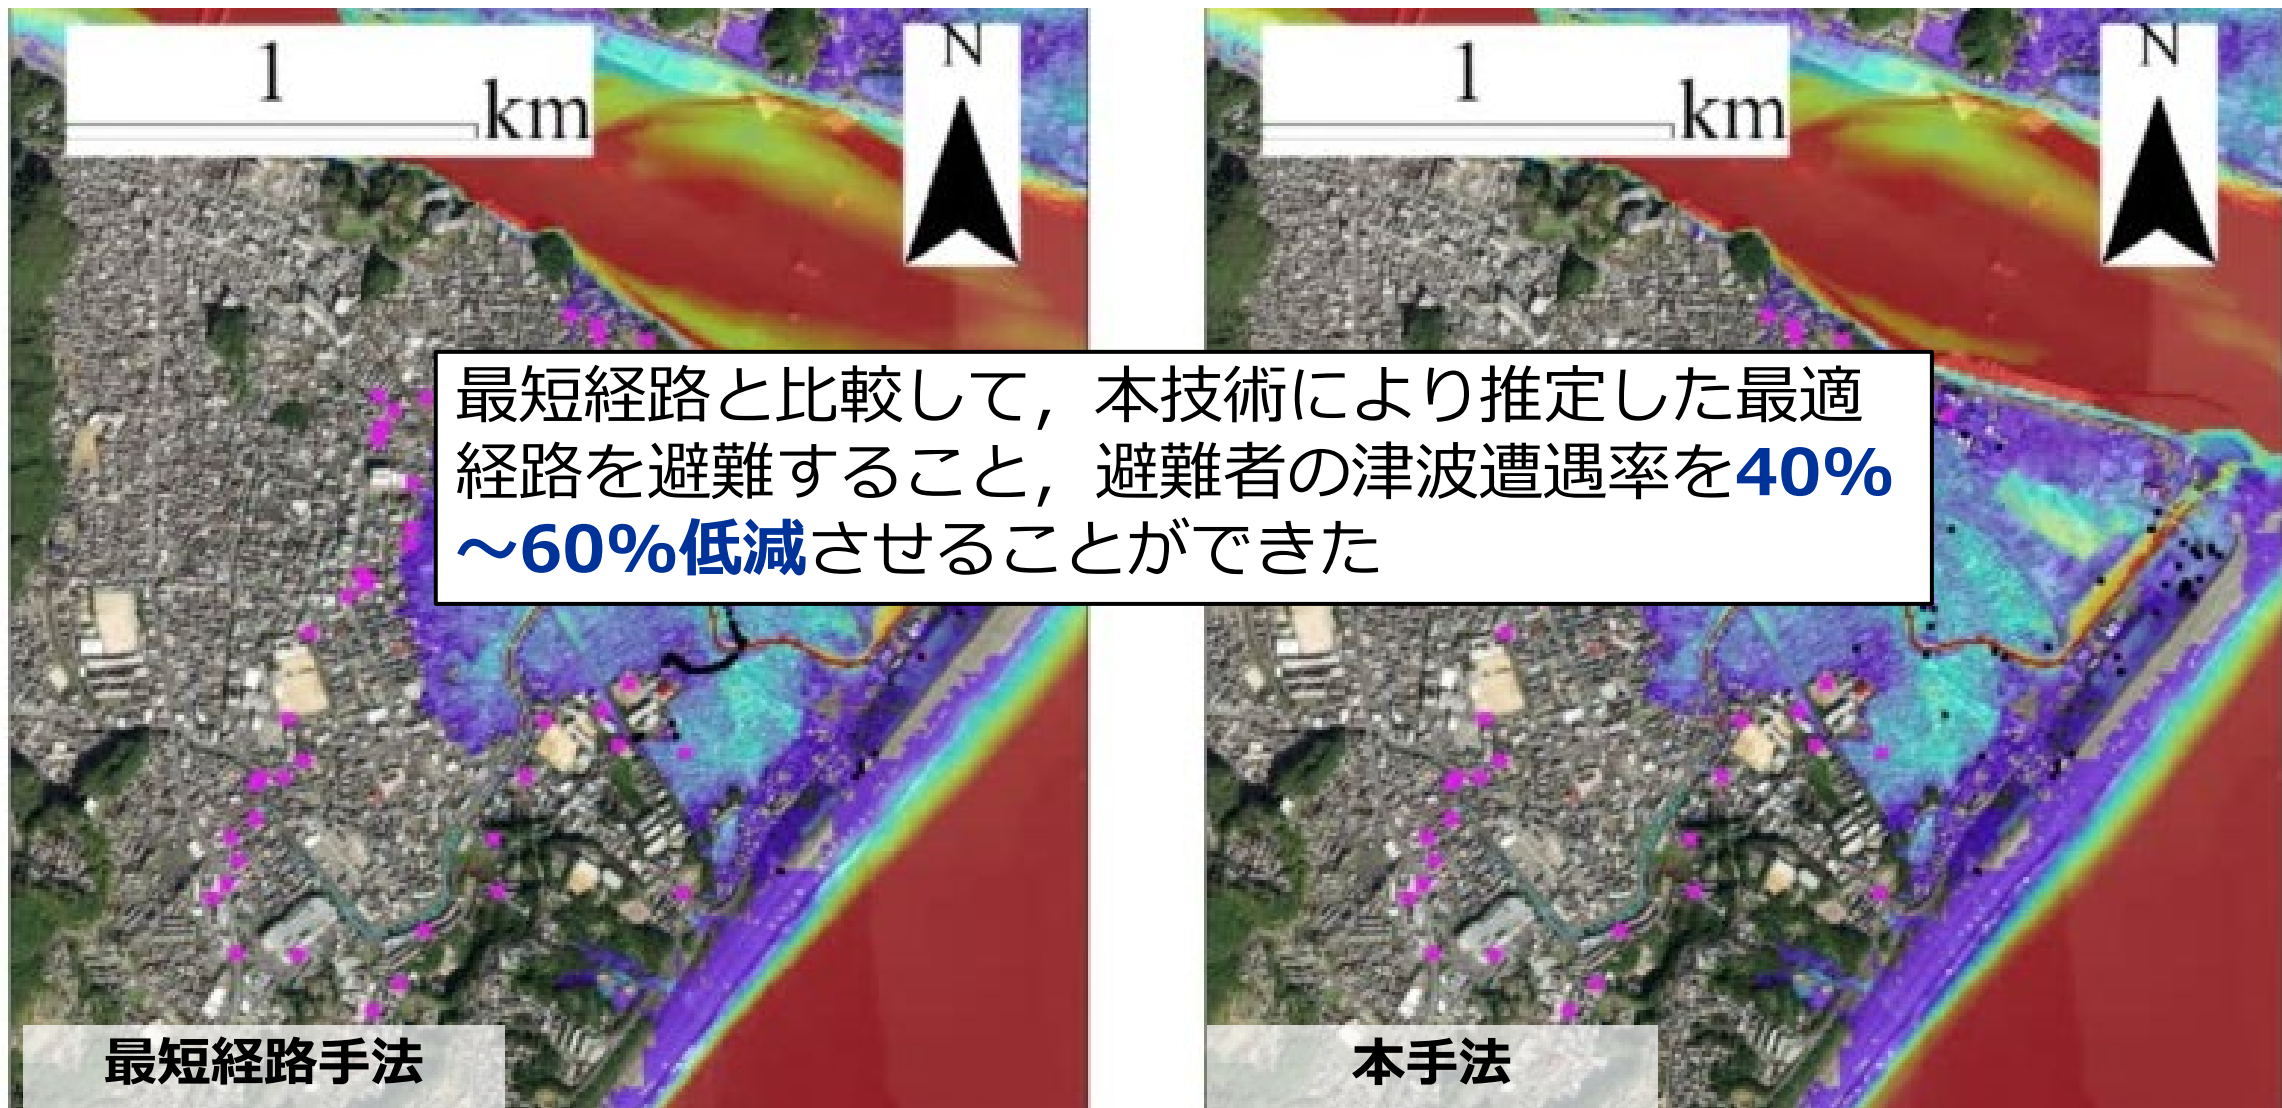 1
km
N
1
km
N
最短経路と比較して，本技術により推定した最適
経路を避難すること，避難者の津波遭遇率を40%
～60%低減させることができた
最短経路手法
本手法